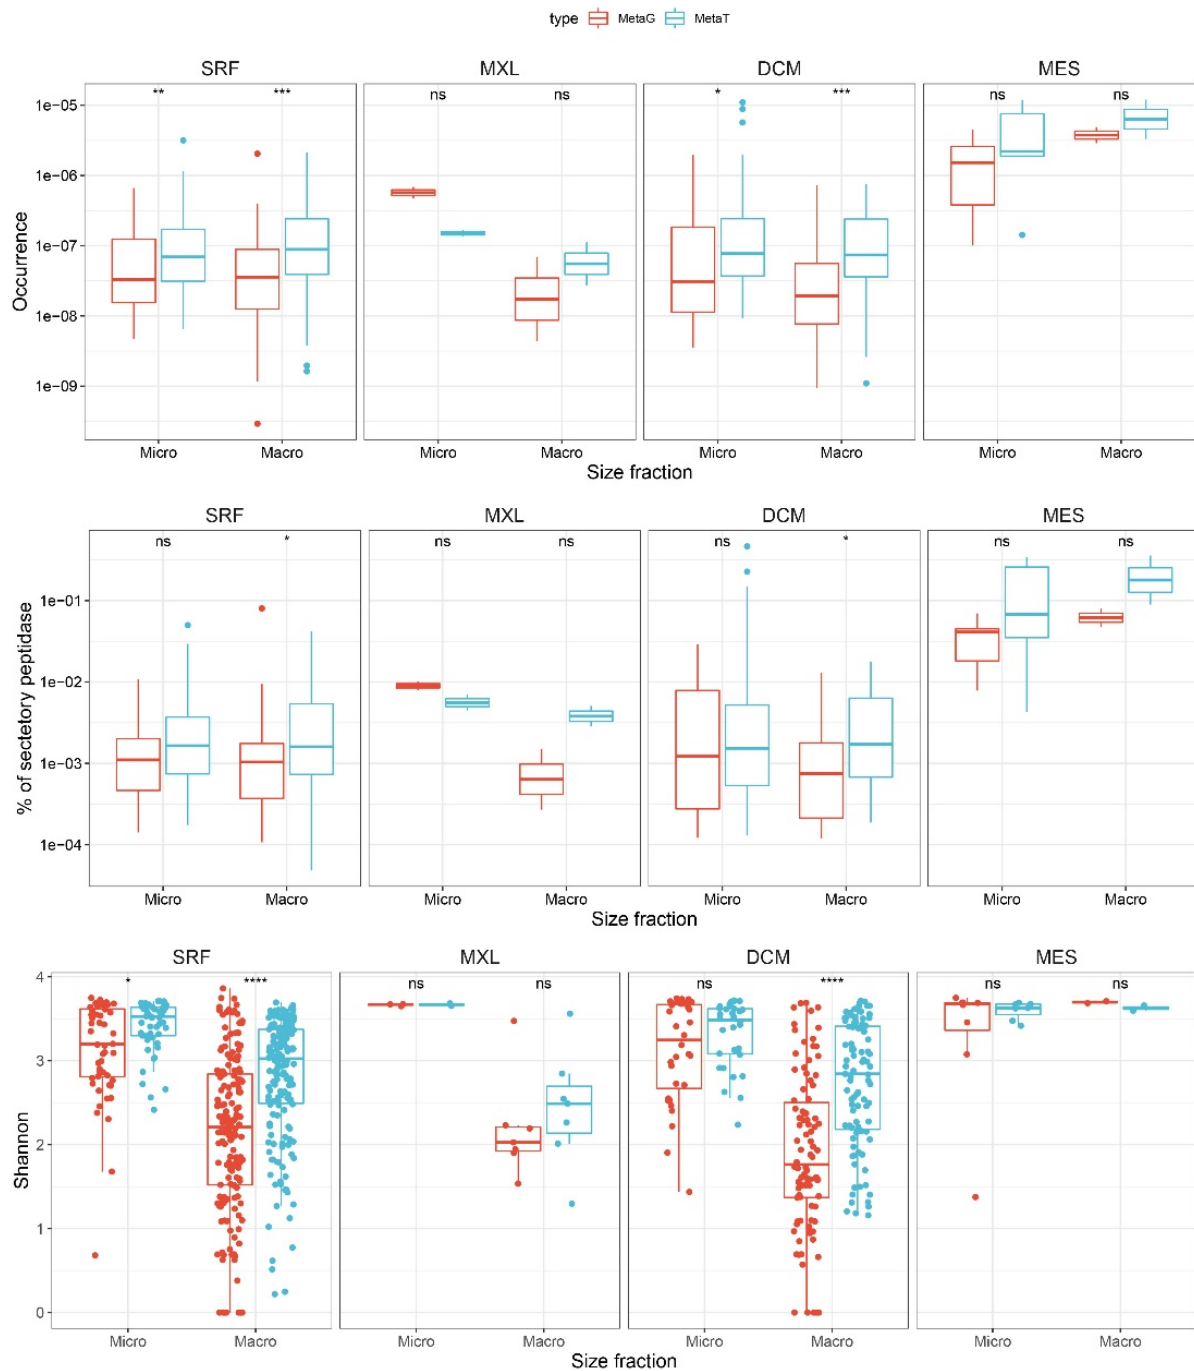 type MetaG MetaT
SRF MXL DCM MES
** *** ns ns * *** ns ns
1e-05
1e-06
1e-07
1e-08
1e-09
Occurrence
Micro Macro Micro Macro Micro Macro Micro Macro
Size fraction
SRF MXL DCM MES
ns * ns ns ns * ns ns
1e-01
1e-02
1e-03
1e-04
% of sectetory peptidase
Micro Macro Micro Macro Micro Macro Micro Macro
Size fraction
SRF MXL DCM MES
* **** ns ns ns **** ns ns
4
3
2
1
0
Shannon
Micro Macro Micro Macro Micro Macro Micro Macro
Size fraction